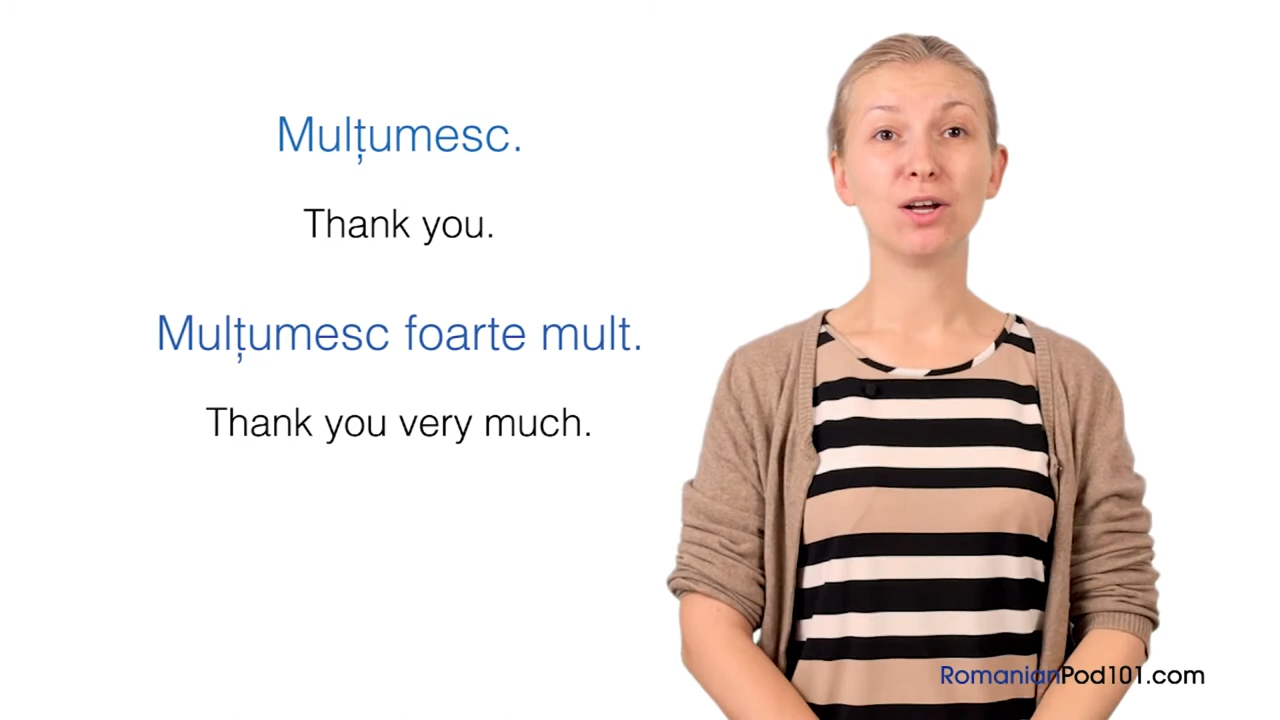 Mulțumesc.
Thank you.
Mulțumesc foarte mult.
Thank you very much.
RomanianPod101.com